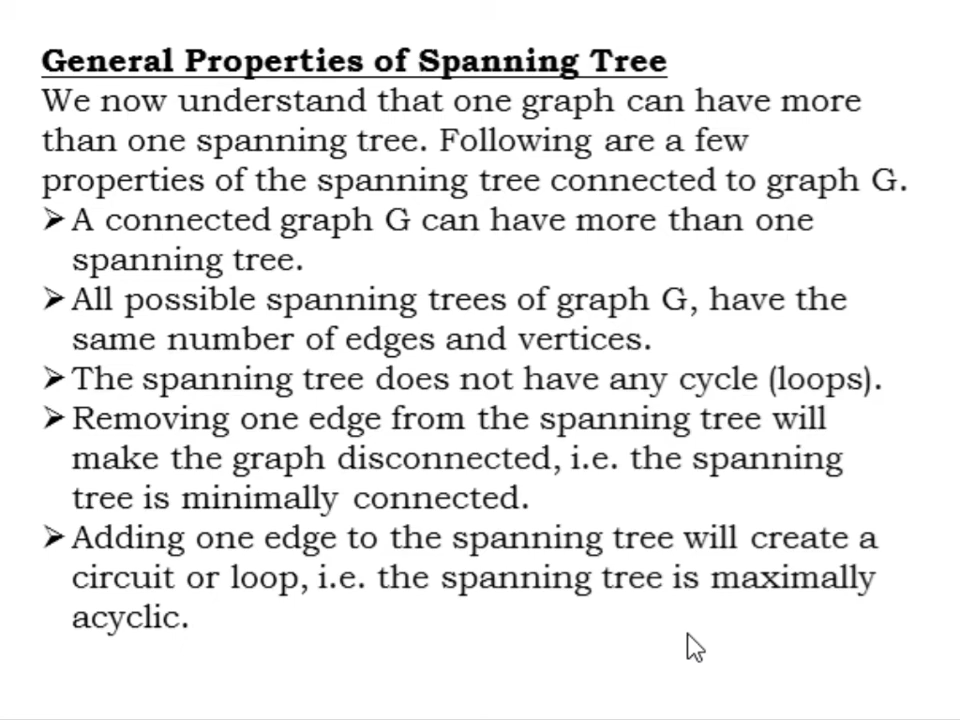 General Properties of Spanning Tree
We now understand that one graph can have more
than one spanning tree. Following are a few
properties of the spanning tree connected to graph G.
➢ A connected graph G can have more than one
spanning tree.
➢ All possible spanning trees of graph G, have the
same number of edges and vertices.
➢ The spanning tree does not have any cycle (loops).
➢ Removing one edge from the spanning tree will
make the graph disconnected, i.e. the spanning
tree is minimally connected.
➢ Adding one edge to the spanning tree will create a
circuit or loop, i.e. the spanning tree is maximally
acyclic.